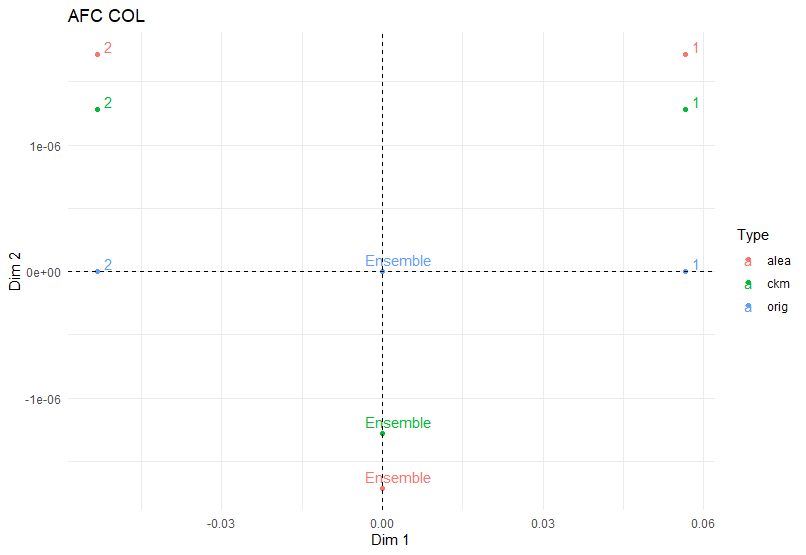 AFC COL
2
1
2
1
1e-06
Ensemble
2
1
0e+00
Dim 2
-1e-06
Ensemble
Ensemble
-0.03
0.00
0.03
0.06
Dim 1
Type
a alea
a ckm
a orig